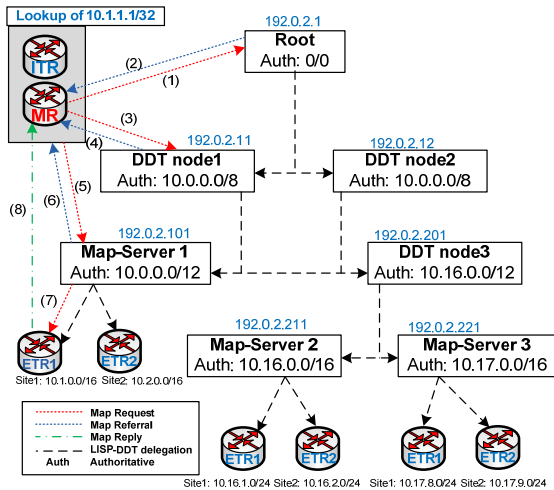 Lookup of 10.1.1.1/32
ITR
MR
192.0.2.1
Root
Auth: 0/0
(2)
(1)
(3)
(4)
192.0.2.11
DDT node1
Auth: 10.0.0.0/8
192.0.2.12
DDT node2
Auth: 10.0.0.0/8
(5)
(6)
(8)
192.0.2.101
Map-Server 1
Auth: 10.0.0.0/12
192.0.2.201
DDT node3
Auth: 10.16.0.0/12
(7)
ETR1
Site1: 10.1.0.0/16
ETR2
Site2: 10.2.0.0/16
192.0.2.211
Map-Server 2
Auth: 10.16.0.0/16
192.0.2.221
Map-Server 3
Auth: 10.17.0.0/16
Map Request
Map Referral
Map Reply
LISP-DDT delegation
Auth Authoritative
ETR1
Site1: 10.16.1.0/24
ETR2
Site2: 10.16.2.0/24
ETR1
Site1: 10.17.8.0/24
ETR2
Site2: 10.17.9.0/24